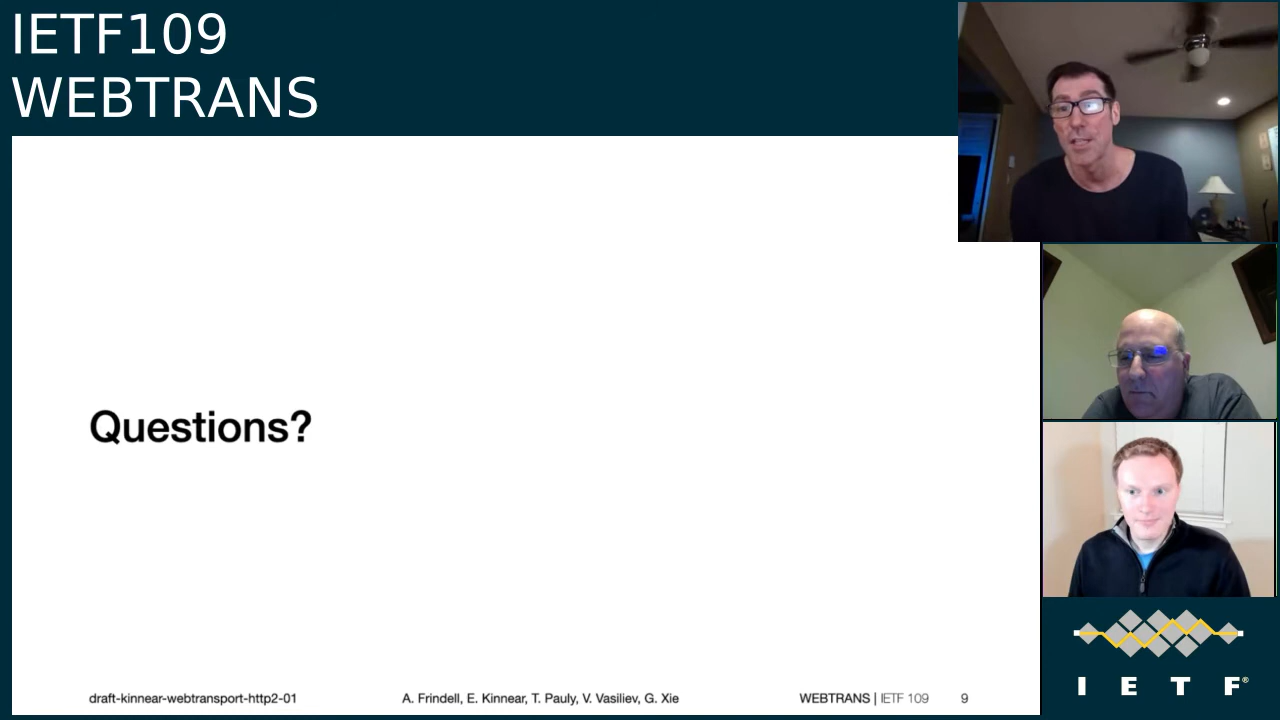 IETF109
WEBTRANS
Questions?
draft-kinnear-webtransport-http2-01 A. Frindell, E. Kinnear, T. Pauly, V. Vasiliev, G. Xie WEBTRANS | IETF 109 9
I E T F®